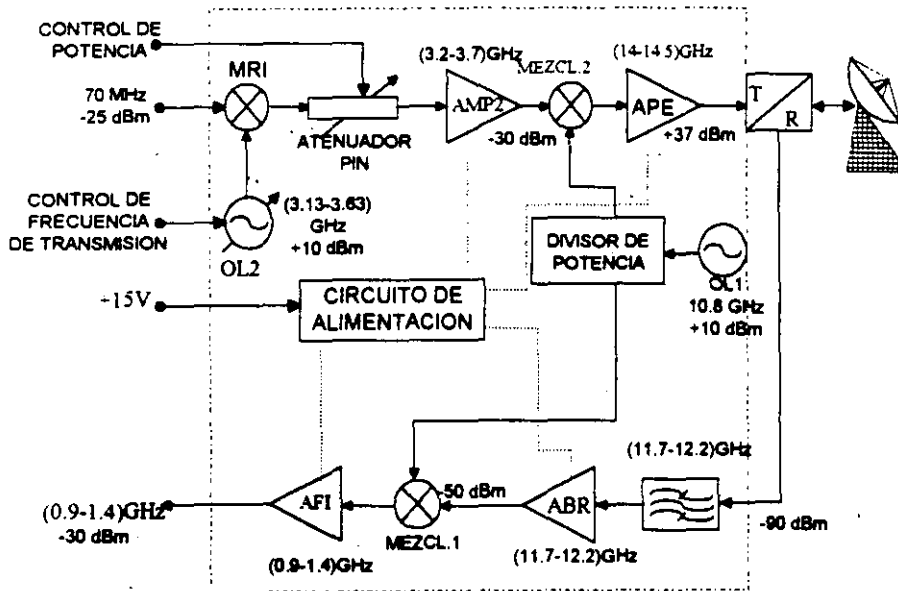 CONTROL DE
POTENCIA
70 MHz
-25 dBm
MRI
ATENUADOR
PIN
(3.2-3.7)GHz
AMP2
MEZCL.2
-30 dBm
(14-14.5)GHz
APE
+37 dBm
T
R
CONTROL DE
FRECUENCIA
DE TRANSMISION
(3.13-3.63)
GHz
+10 dBm
OL2
DIVISOR DE
POTENCIA
OL1
10.8 GHz
+10 dBm
+15V
CIRCUITO DE
ALIMENTACION
(0.9-1.4)GHz
-30 dBm
AFI
(0.9-1.4)GHz
MEZCL.1
-50 dBm
ABR
(11.7-12.2)GHz
(11.7-12.2)GHz
-90 dBm